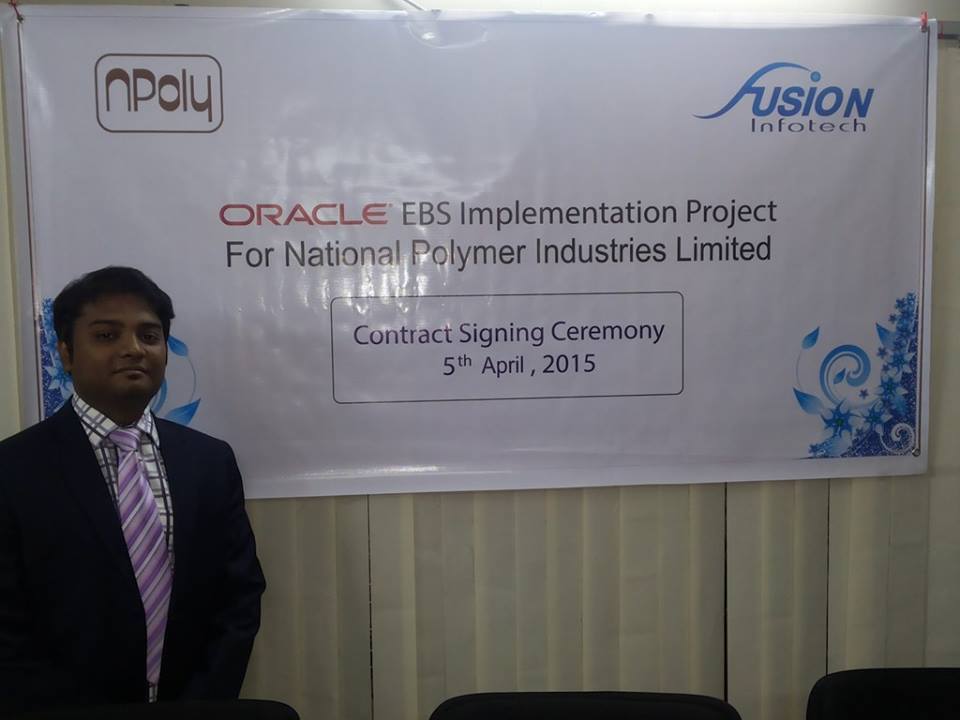 nPoly
Fusion
Infotech
ORACLE EBS Implementation Project
For National Polymer Industries Limited
Contract Signing Ceremony
5th April , 2015